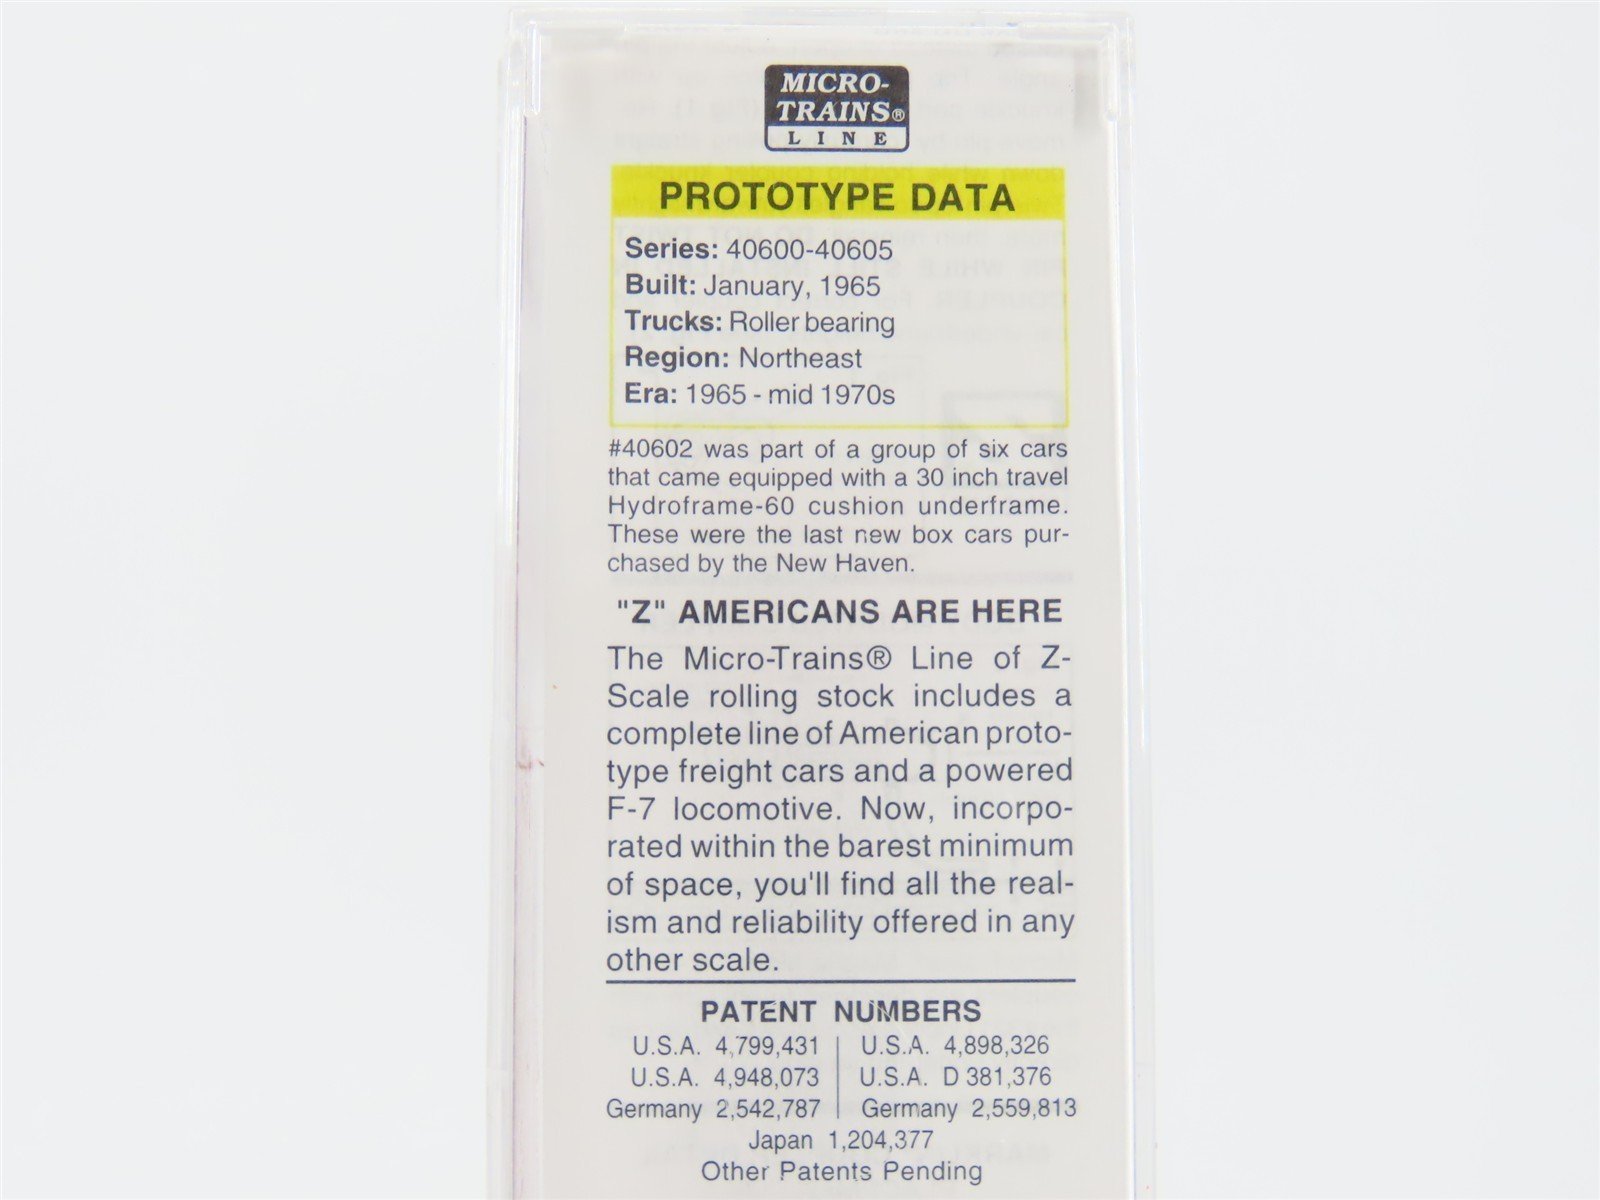 MICRO-
TRAINS®
LINE
PROTOTYPE DATA
Series: 40600-40605
Built: January, 1965
Trucks: Roller bearing
Region: Northeast
Era: 1965 - mid 1970s
#40602 was part of a group of six cars
that came equipped with a 30 inch travel
Hydroframe-60 cushion underframe.
These were the last new box cars pur-
chased by the New Haven.
"Z" AMERICANS ARE HERE
The Micro-Trains® Line of Z-
Scale rolling stock includes a
complete line of American proto-
type freight cars and a powered
F-7 locomotive. Now, incorpo-
rated within the barest minimum
of space, you'll find all the real-
ism and reliability offered in any
other scale.
PATENT NUMBERS
U.S.A. 4,799,431 | U.S.A. 4,898,326
U.S.A. 4,948,073 | U.S.A. D 381,376
Germany 2,542,787 | Germany 2,559,813
Japan 1,204,377
Other Patents Pending